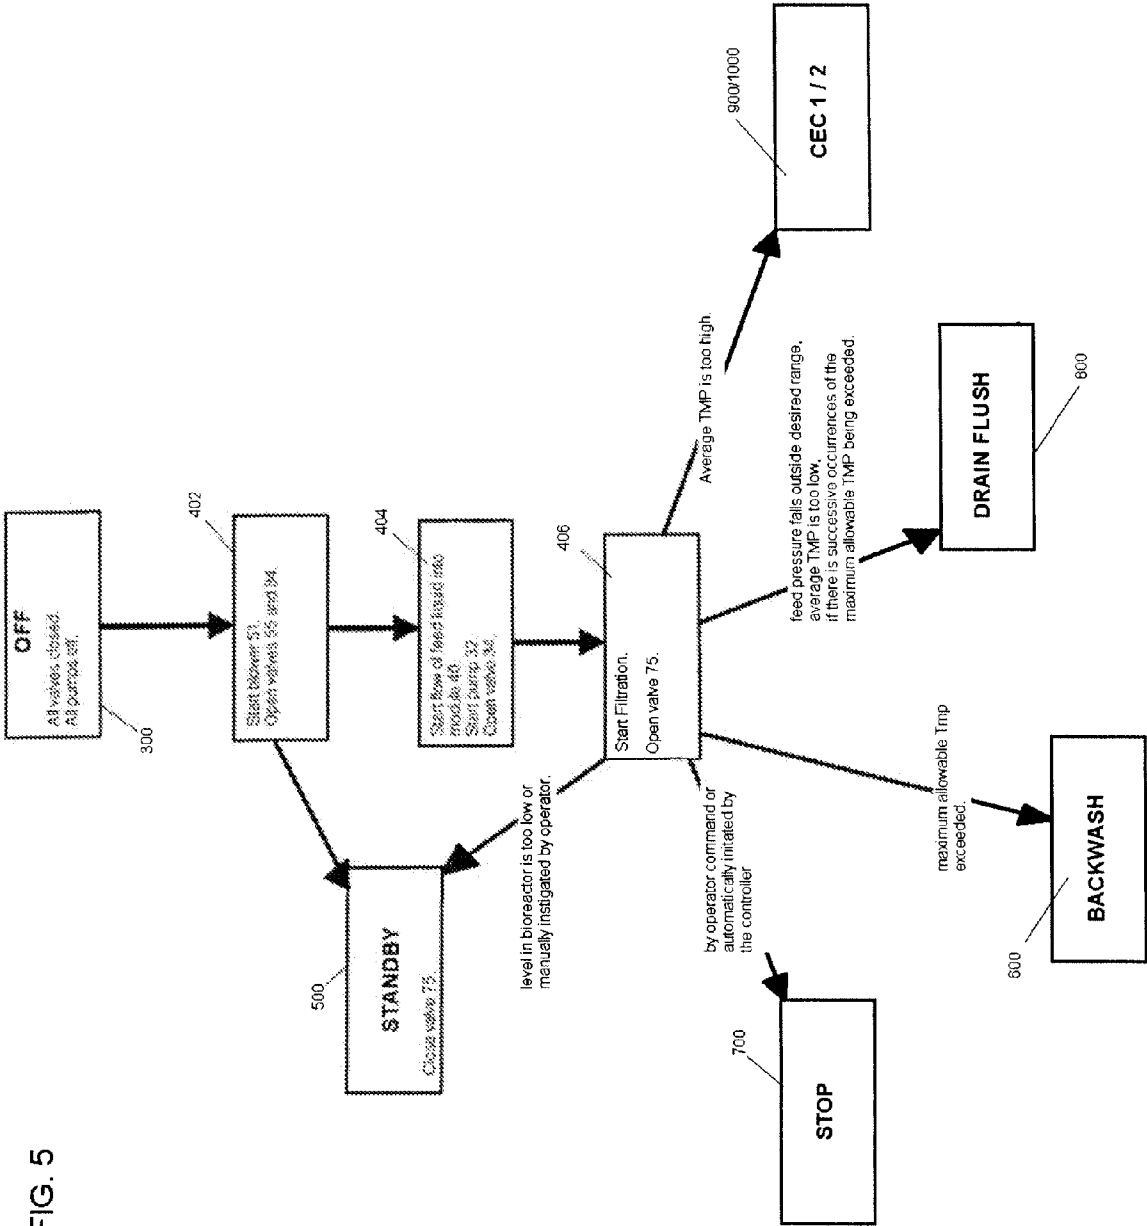 FIG. 5
OFF
All valves closed.
All pumps off.
300
402
Start blower 51.
Open valves 55 and 84.
404
Start flow of feed liquid into
module 40.
Start pump 32.
Open valve 34.
406
Start Filtration.
Open valve 75.
STANDBY
Close valve 75.
500
level in bioreactor is too low or
manually instigated by operator.
by operator command or
automatically initated by
the controller
STOP
700
maximum allowable Tmp
exceeded.
BACKWASH
600
feed pressure falls outside desired range,
average TMP is too low,
if there is successive occurrences of the
maximum allowable TMP being exceeded.
DRAIN FLUSH
800
Average TMP is too high.
CEC 1 / 2
900/1000